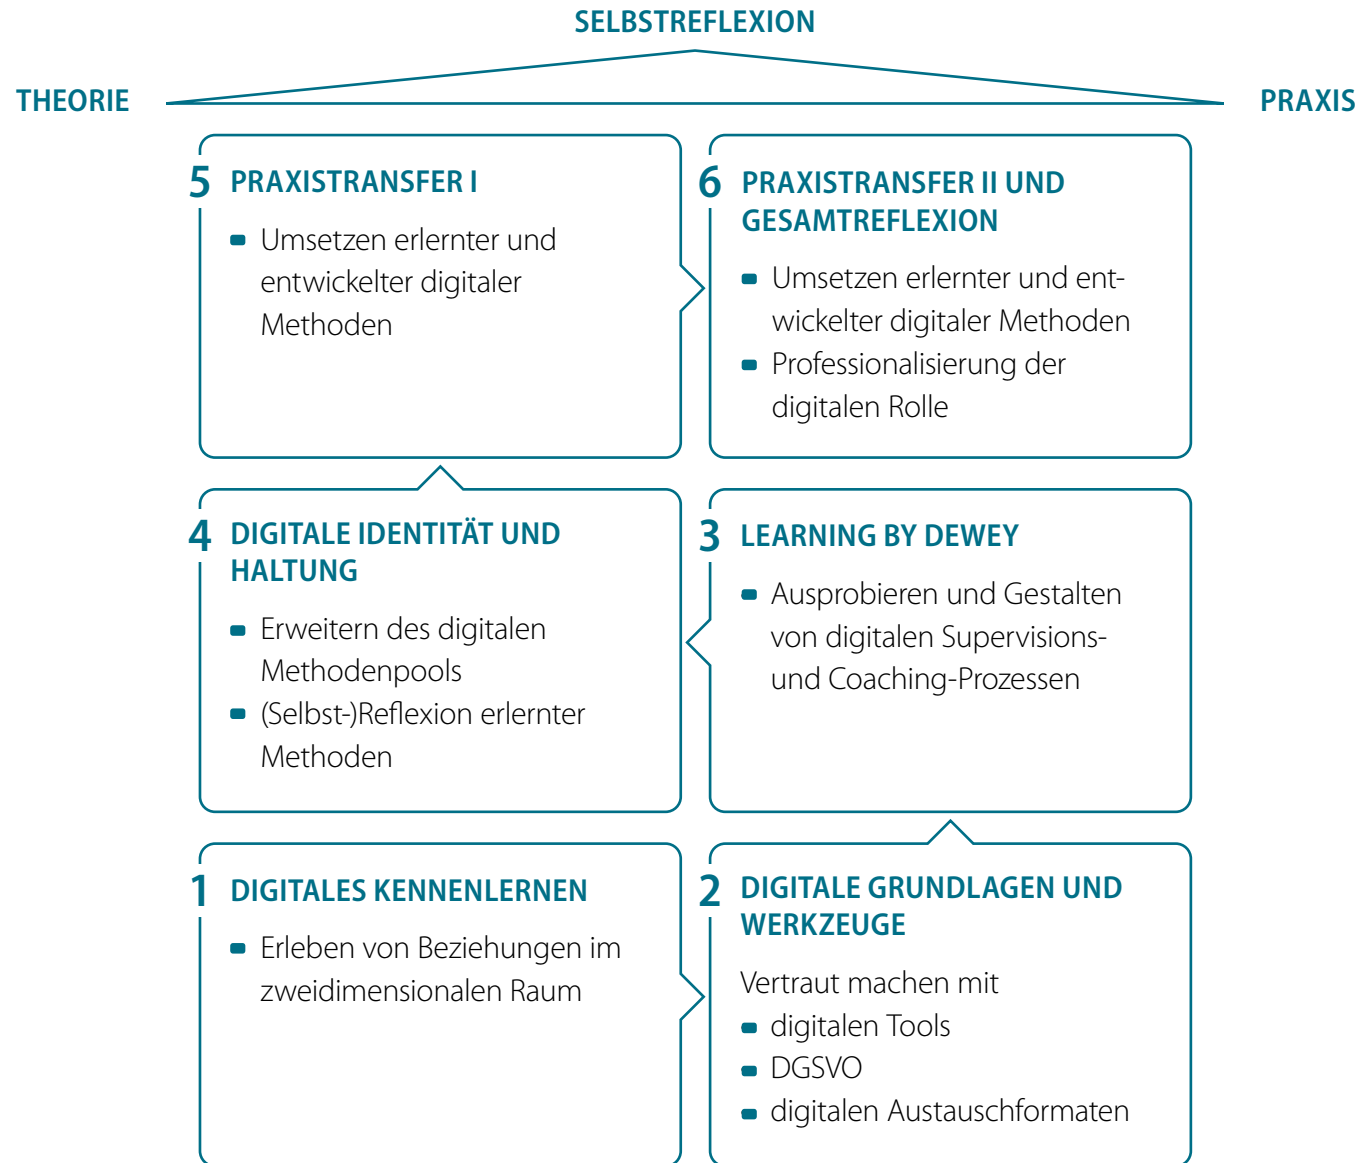 SELBSTREFLEXION
THEORIE
PRAXIS
5 PRAXISTRANSFER I
Umsetzen erlernter und
entwickelter digitaler
Methoden
6 PRAXISTRANSFER II UND
GESAMTREFLEXION
Umsetzen erlernter und ent-
wickelter digitaler Methoden
Professionalisierung der
digitalen Rolle
4 DIGITALE IDENTITÄT UND
HALTUNG
Erweitern des digitalen
Methodenpools
(Selbst-)Reflexion erlernter
Methoden
3 LEARNING BY DEWEY
Ausprobieren und Gestalten
von digitalen Supervisions-
und Coaching-Prozessen
1 DIGITALES KENNENLERNEN
Erleben von Beziehungen im
zweidimensionalen Raum
2 DIGITALE GRUNDLAGEN UND
WERKZEUGE
Vertraut machen mit
digitalen Tools
DGSVO
digitalen Austauschformaten